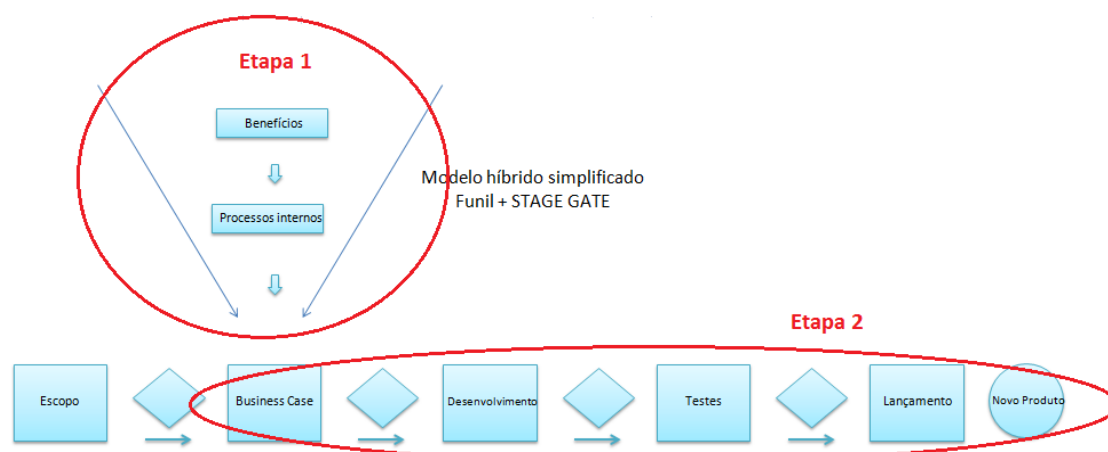 Etapa 1
Benefícios
Processos internos
Modelo híbrido simplificado
Funil + STAGE GATE
Etapa 2
Escopo
Business Case
Desenvolvimento
Testes
Lançamento
Novo Produto